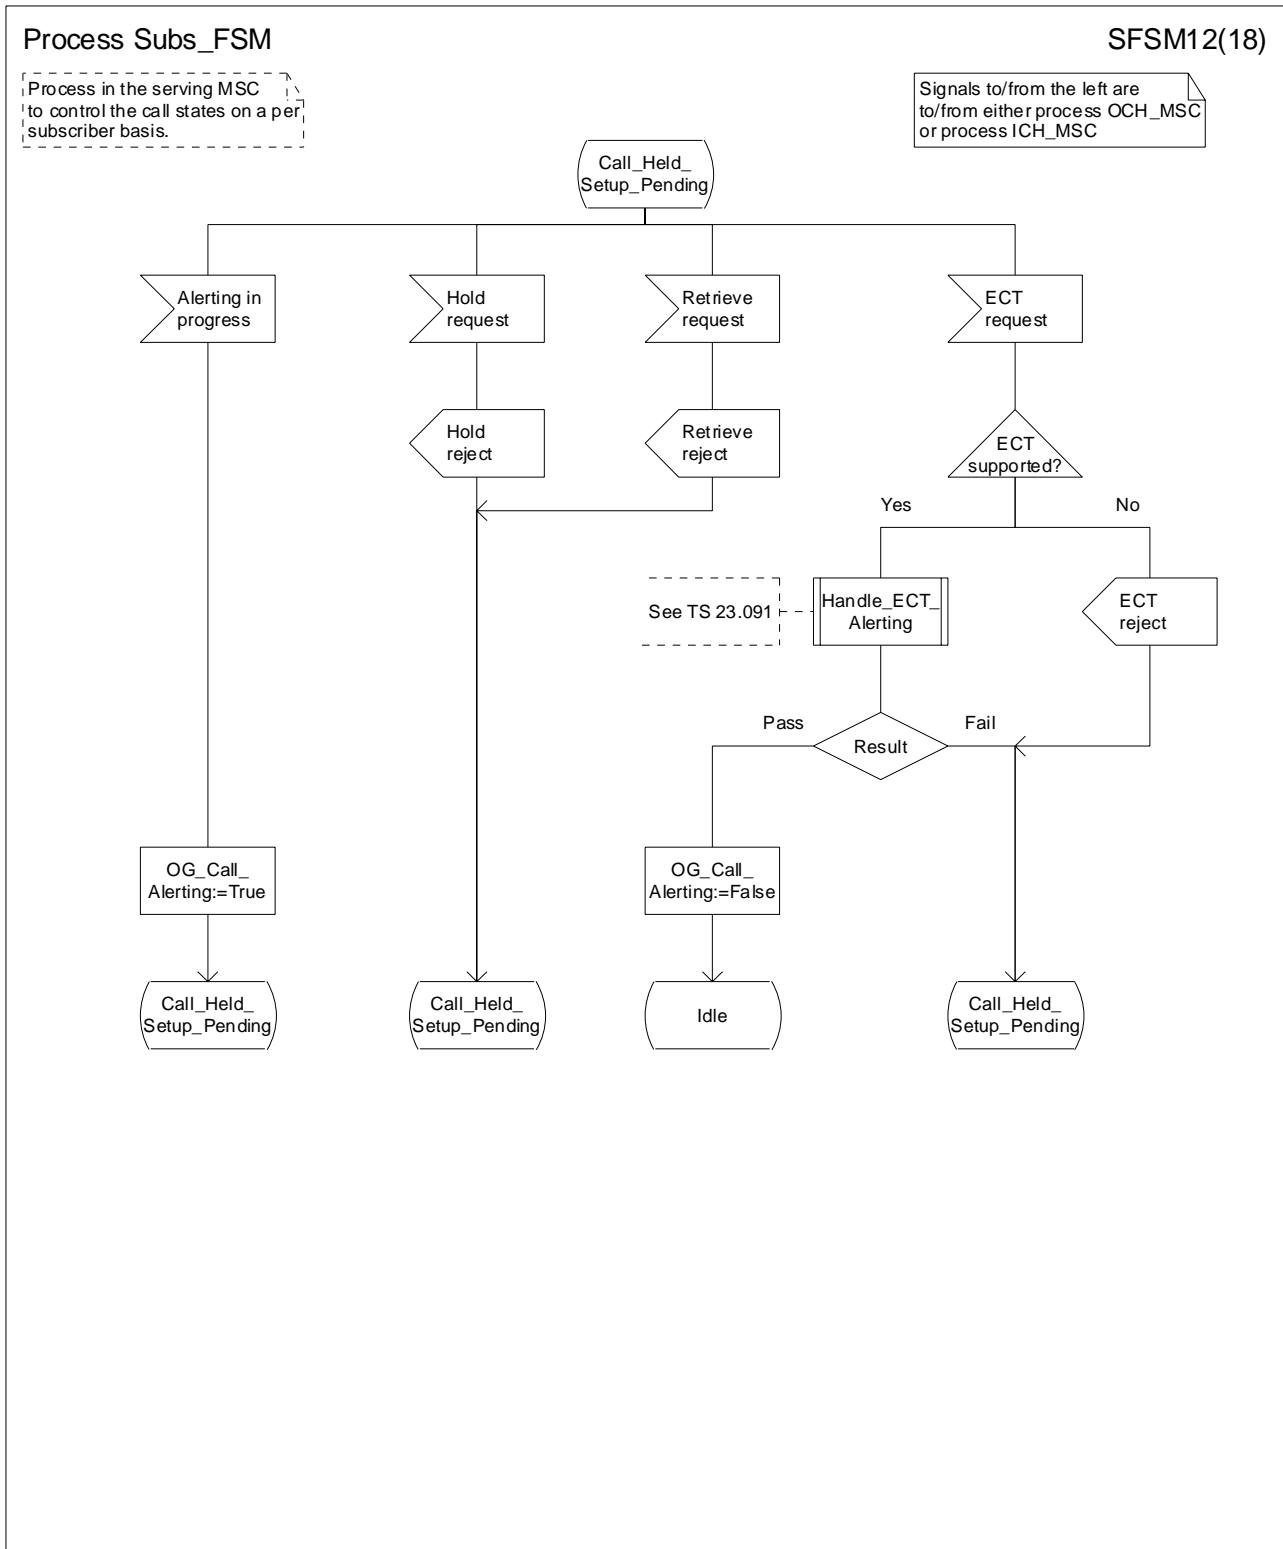 Process Subs_FSM
SFSM12(18)
Process in the serving MSC
to control the call states on a per
subscriber basis.
Signals to/from the left are
to/from either process OCH_MSC
or process ICH_MSC
Call_Held_
Setup_Pending
Alerting in
progress
Hold
request
Retrieve
request
ECT
request
Hold
reject
Retrieve
reject
ECT
supported?
Yes
No
See TS 23.091
Handle_ECT_
Alerting
ECT
reject
Pass
Result
Fail
OG_Call_
Alerting:=True
OG_Call_
Alerting:=False
Call_Held_
Setup_Pending
Call_Held_
Setup_Pending
Idle
Call_Held_
Setup_Pending